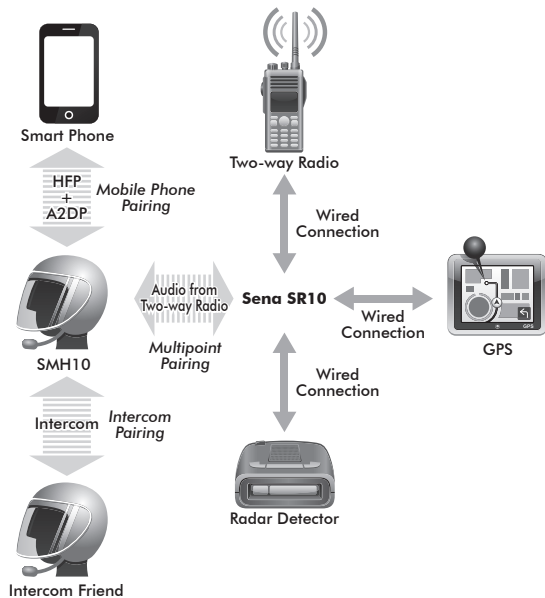 Smart Phone
Two-way Radio
HFP
+
A2DP
Mobile Phone
Pairing
Wired
Connection
Audio from
Two-way Radio
Sena SR10
Multipoint
Pairing
Wired
Connection
GPS
GPS
SMH10
Wired
Connection
Intercom
Intercom
Pairing
Radar Detector
Intercom Friend